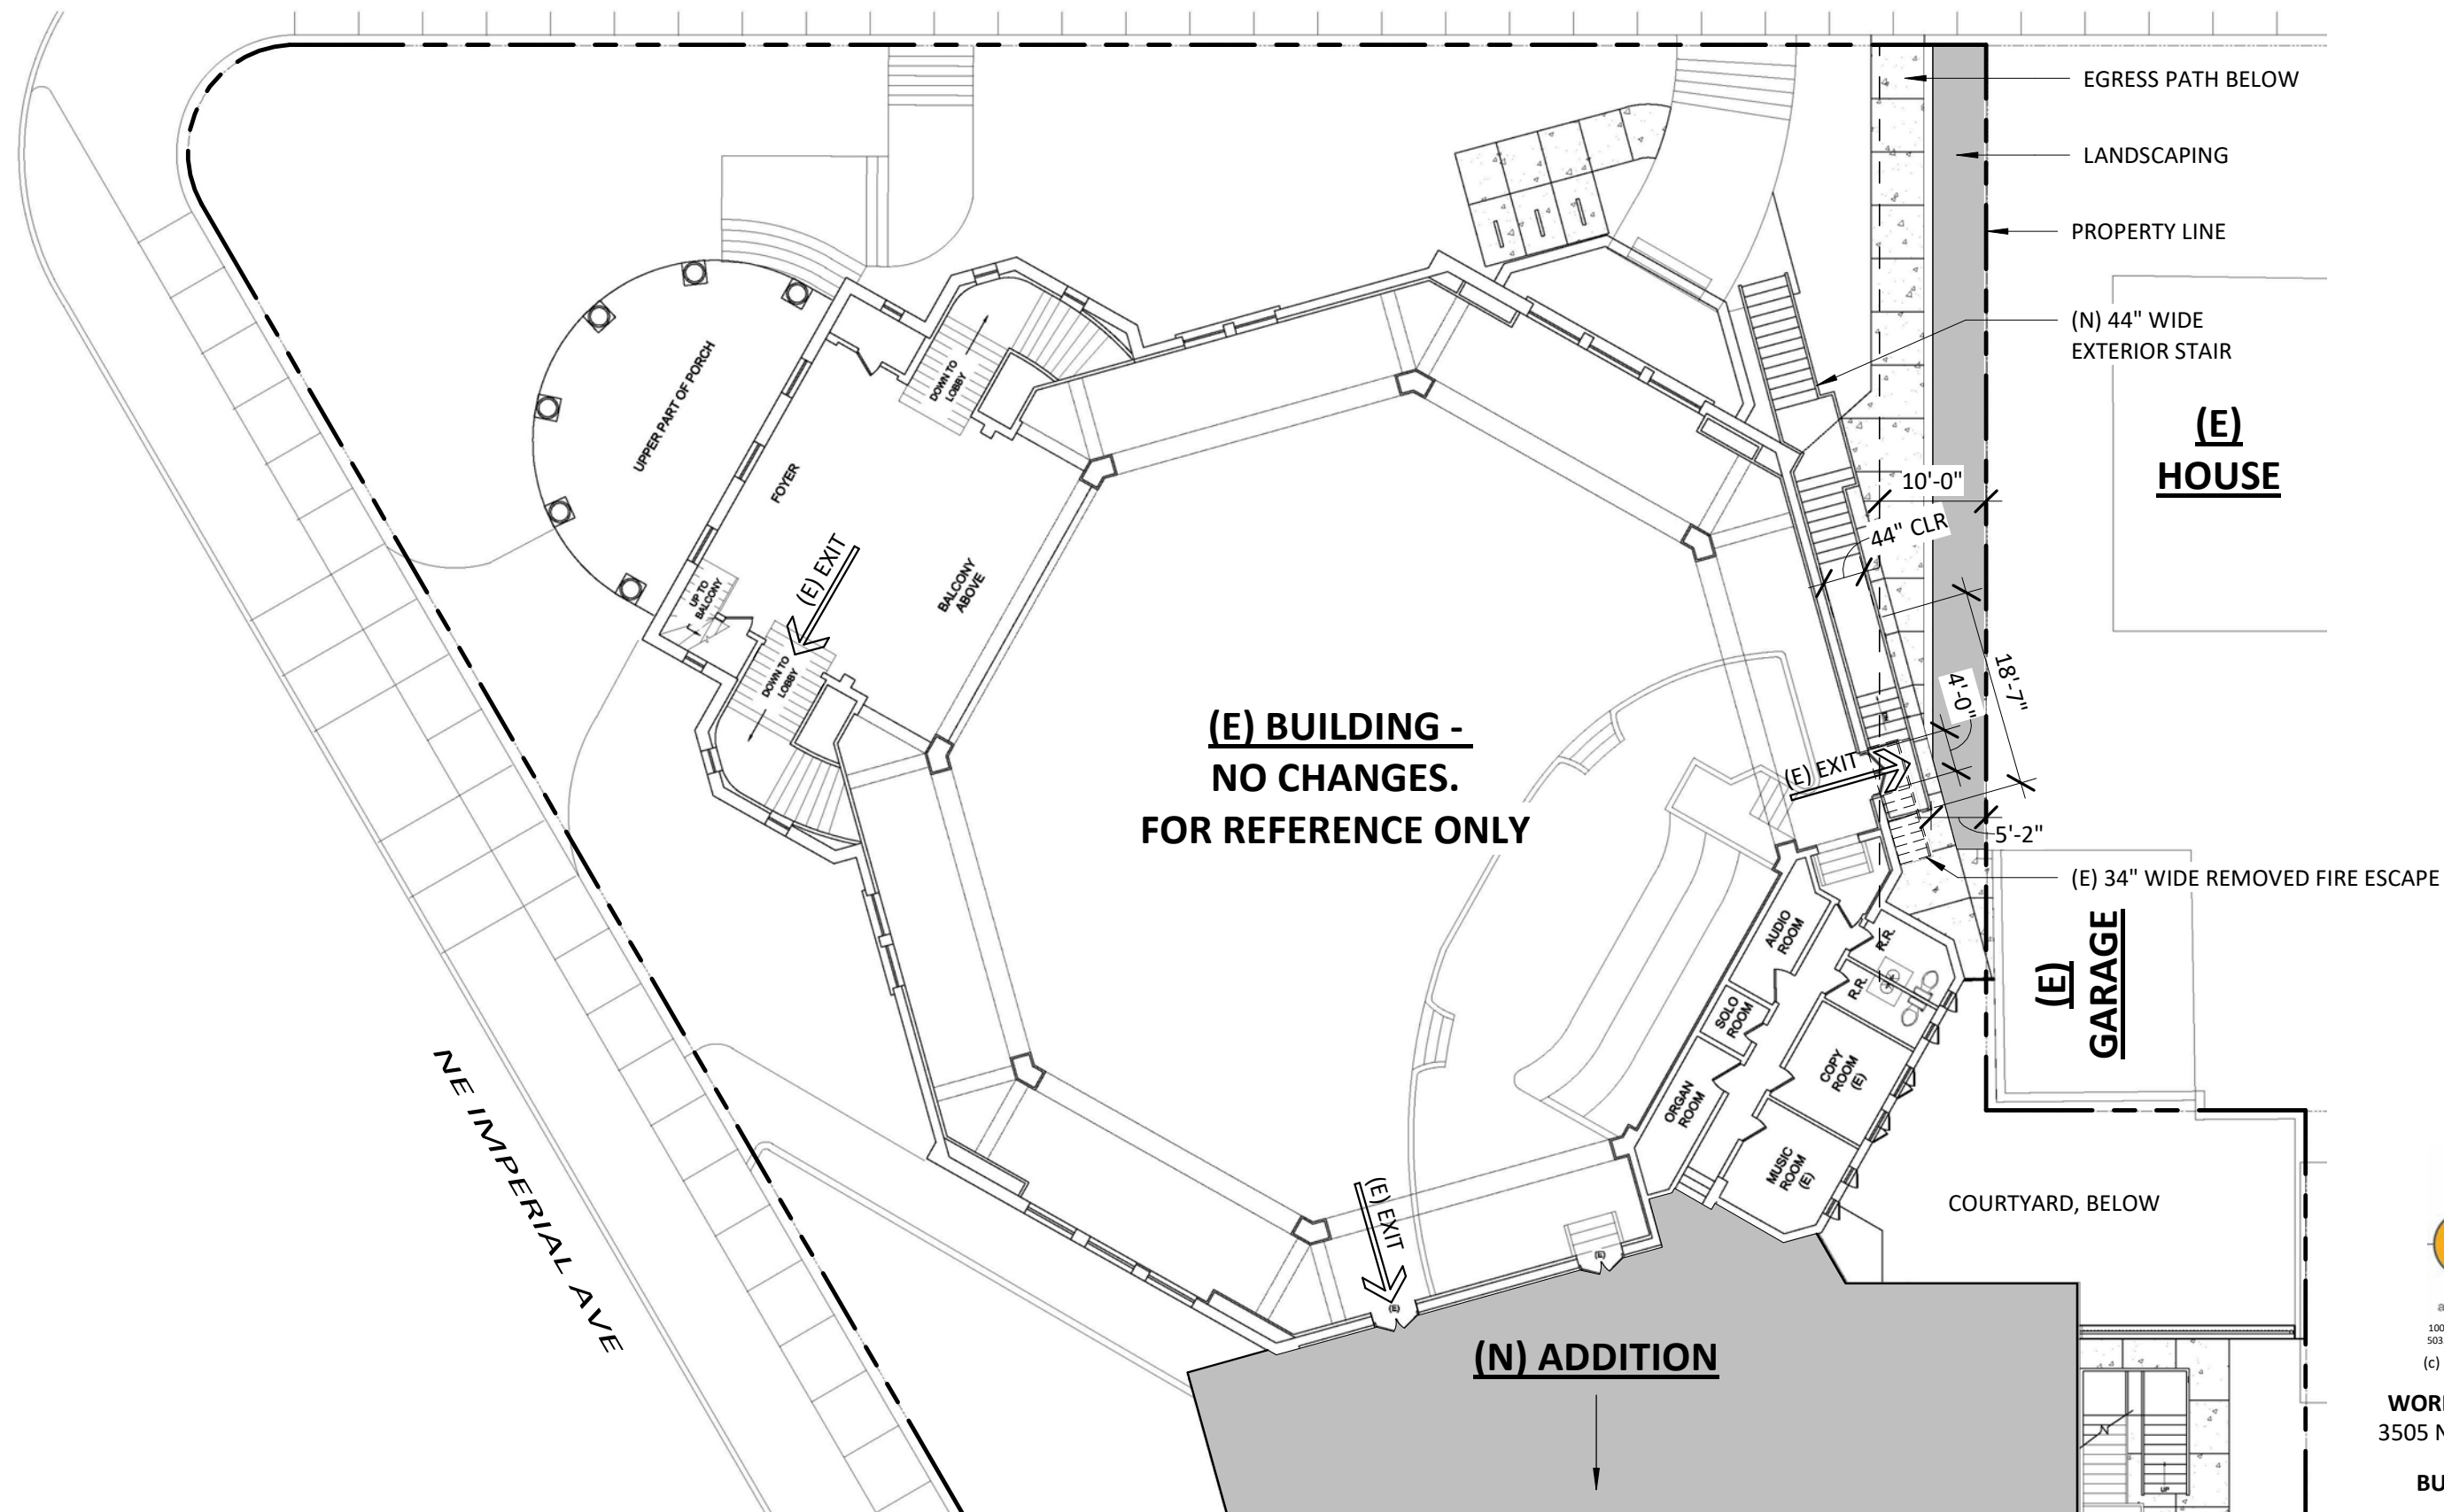 EGRESS PATH BELOW
LANDSCAPING
PROPERTY LINE
(N) 44" WIDE
EXTERIOR STAIR
(E)
HOUSE
10'-0"
44" CLR
18'-7"
4'-0"
5'-2"
(E) EXIT
(E) 34" WIDE REMOVED FIRE ESCAPE
(E)
GARAGE
UPPER PART OF PORCH
FOYER
DOWN TO
LOBBY
(E) EXIT
BALCONY
ABOVE
UP TO
BALCONY
DOWN TO
LOBBY
(E) BUILDING -
NO CHANGES.
FOR REFERENCE ONLY
AUDIO
ROOM
R.R.
R.R.
SOLO
ROOM
COPY
ROOM
(E)
ORGAN
ROOM
MUSIC
ROOM
(E)
COURTYARD, BELOW
(E) EXIT
(E)
(E)
NE IMPERIAL AVE
(N) ADDITION
UP
100
503
(c)
WOR
3505 N
BU